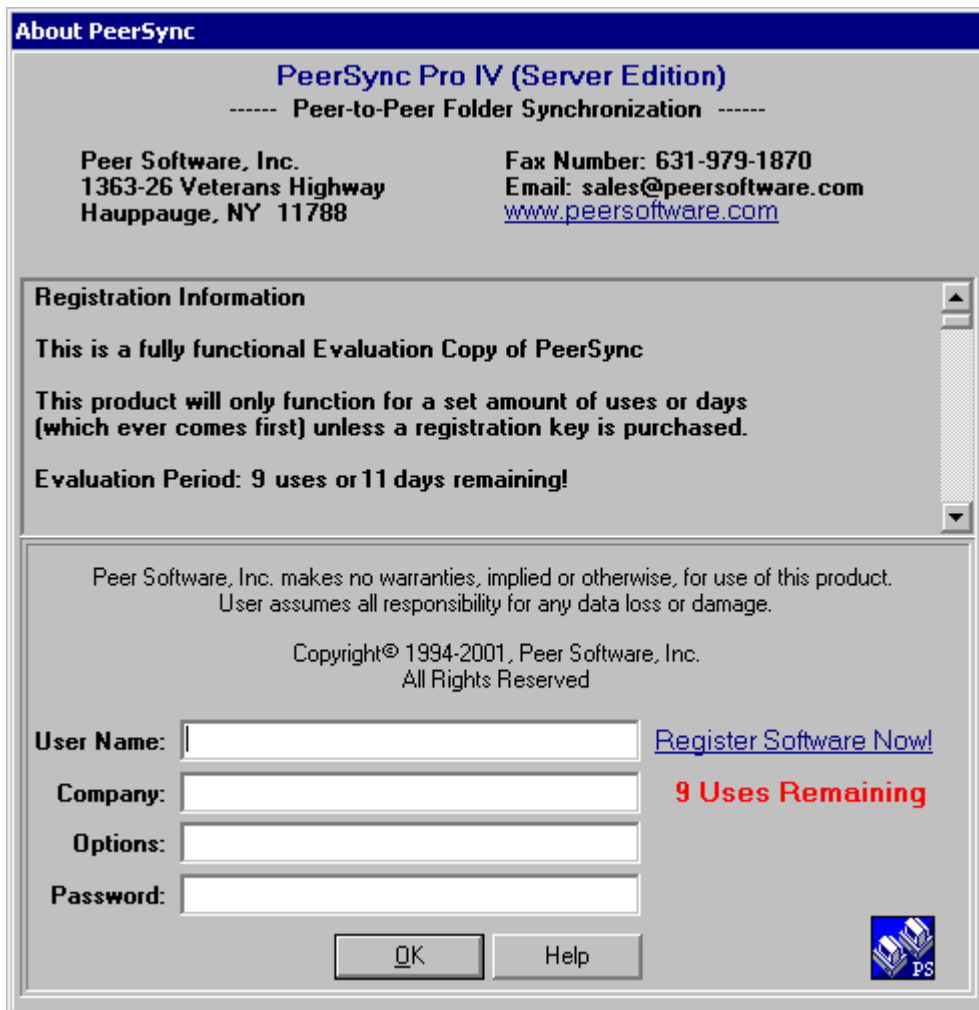 About PeerSync
PeerSync Pro IV (Server Edition)
------ Peer-to-Peer Folder Synchronization ------
Peer Software, Inc.
1363-26 Veterans Highway
Hauppauge, NY 11788
Fax Number: 631-979-1870
Email: sales@peersoftware.com
www.peersoftware.com
Registration Information
This is a fully functional Evaluation Copy of PeerSync
This product will only function for a set amount of uses or days
(which ever comes first) unless a registration key is purchased.
Evaluation Period: 9 uses or 11 days remaining!
Peer Software, Inc. makes no warranties, implied or otherwise, for use of this product.
User assumes all responsibility for any data loss or damage.
Copyright© 1994-2001, Peer Software, Inc.
All Rights Reserved
User Name:
Register Software Now!
Company:
9 Uses Remaining
Options:
Password:
OK
Help
PS